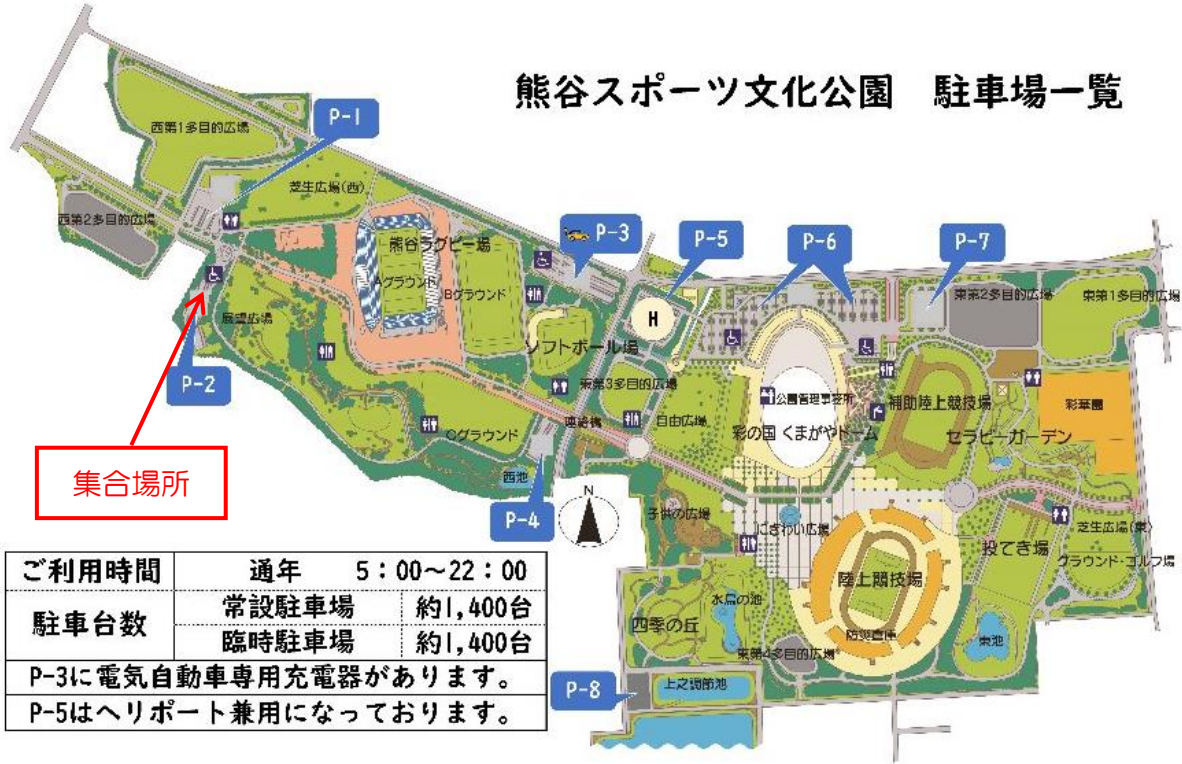 熊谷スポーツ文化公園　駐車場一覧
P-1
西第1多目的広場
芝生広場(西)
西第2多目的広場
熊谷ラグビー場
P-3
P-5
P-6
P-7
Aグラウンド
Bグラウンド
H
東第2多目的広場
東第1多目的広場
展望広場
ソフトボール場
P-2
東第3多目的広場
公園管理事務所
補助陸上競技場
彩華園
Cグラウンド
連絡橋
自由広場
彩の国 くまがやドーム
セラピーガーデン
集合場所
西池
P-4
N
子供の広場
にぎわい広場
投てき場
芝生広場(東)
グラウンド・ゴルフ場
陸上競技場
水鳥の池
四季の丘
防災倉庫
東池
東第4多目的広場
P-8
上之調節池
ご利用時間 通年 5：00～22：00
駐車台数 常設駐車場 約1,400台
臨時駐車場 約1,400台
P-3に電気自動車専用充電器があります。
P-5はヘリポート兼用になっております。